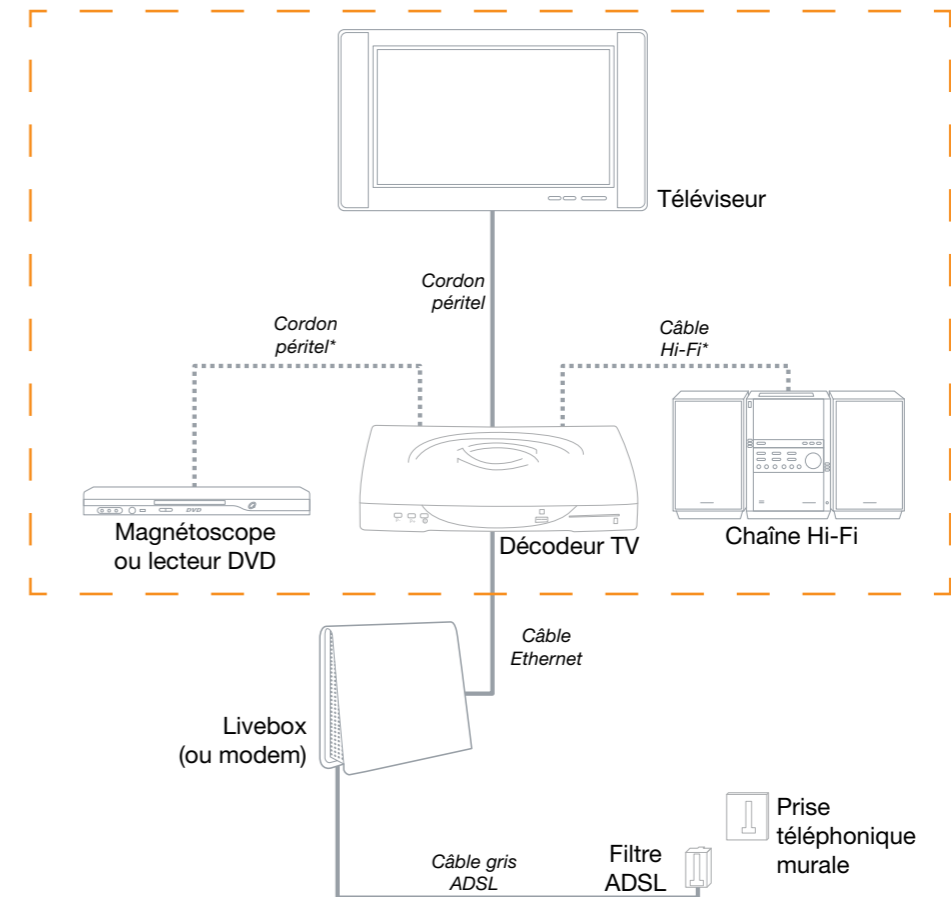 Téléviseur
Cordon
péritel
Cordon
péritel*
Câble
Hi-Fi*
DVD
Magnétoscope
ou lecteur DVD
Décodeur TV
Chaîne Hi-Fi
Câble
Ethernet
Livebox
(ou modem)
Prise
téléphonique
murale
Filtre
ADSL
Câble gris
ADSL